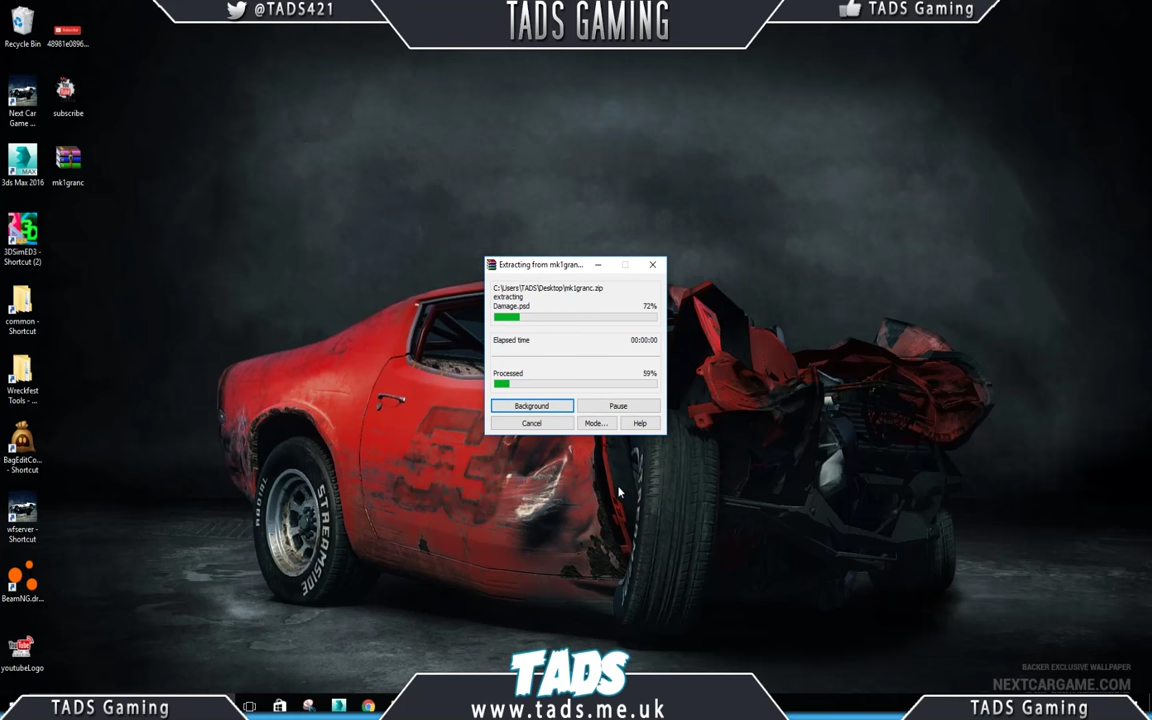 @TADS421
TADS GAMING
TADS Gaming
Recycle Bin
48981e0896...
Next Car
Game ...
subscribe
3ds Max 2016
mk1granc
3DSimED3 -
Shortcut (2)
common -
Shortcut
Wreckfest
Tools - ...
BagEditCo...
- Shortcut
wfserver -
Shortcut
BeamNG.dr...
youtubeLogo
Extracting from mk1gran...
C:\Users\TADS\Desktop\mk1granc.zip
extracting
Damage.psd 72%
Elapsed time 00:00:00
Processed 59%
Background Pause
Cancel Mode... Help
RADIAL
STREAMSIDE
BACKER EXCLUSIVE WALLPAPER
NEXTCARGAME.COM
TADS
TADS Gaming
www.tads.me.uk
TADS Gaming